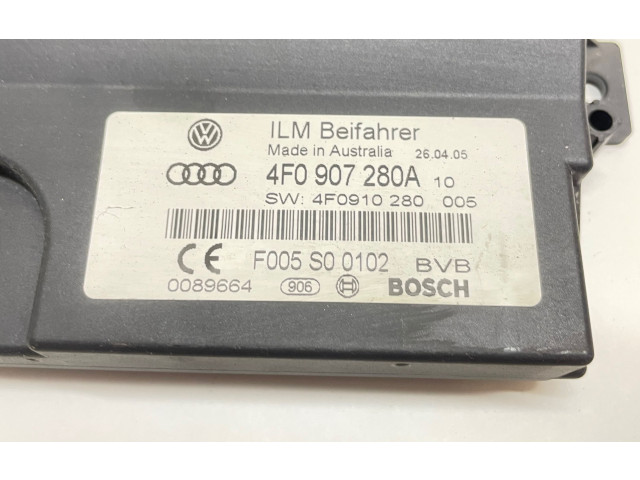 ILM Beifahrer
Made in Australia 26.04.05
4F0 907 280A 10
SW: 4F0910 280 005
CE F005 S0 0102 BVB
0089664 906 BOSCH